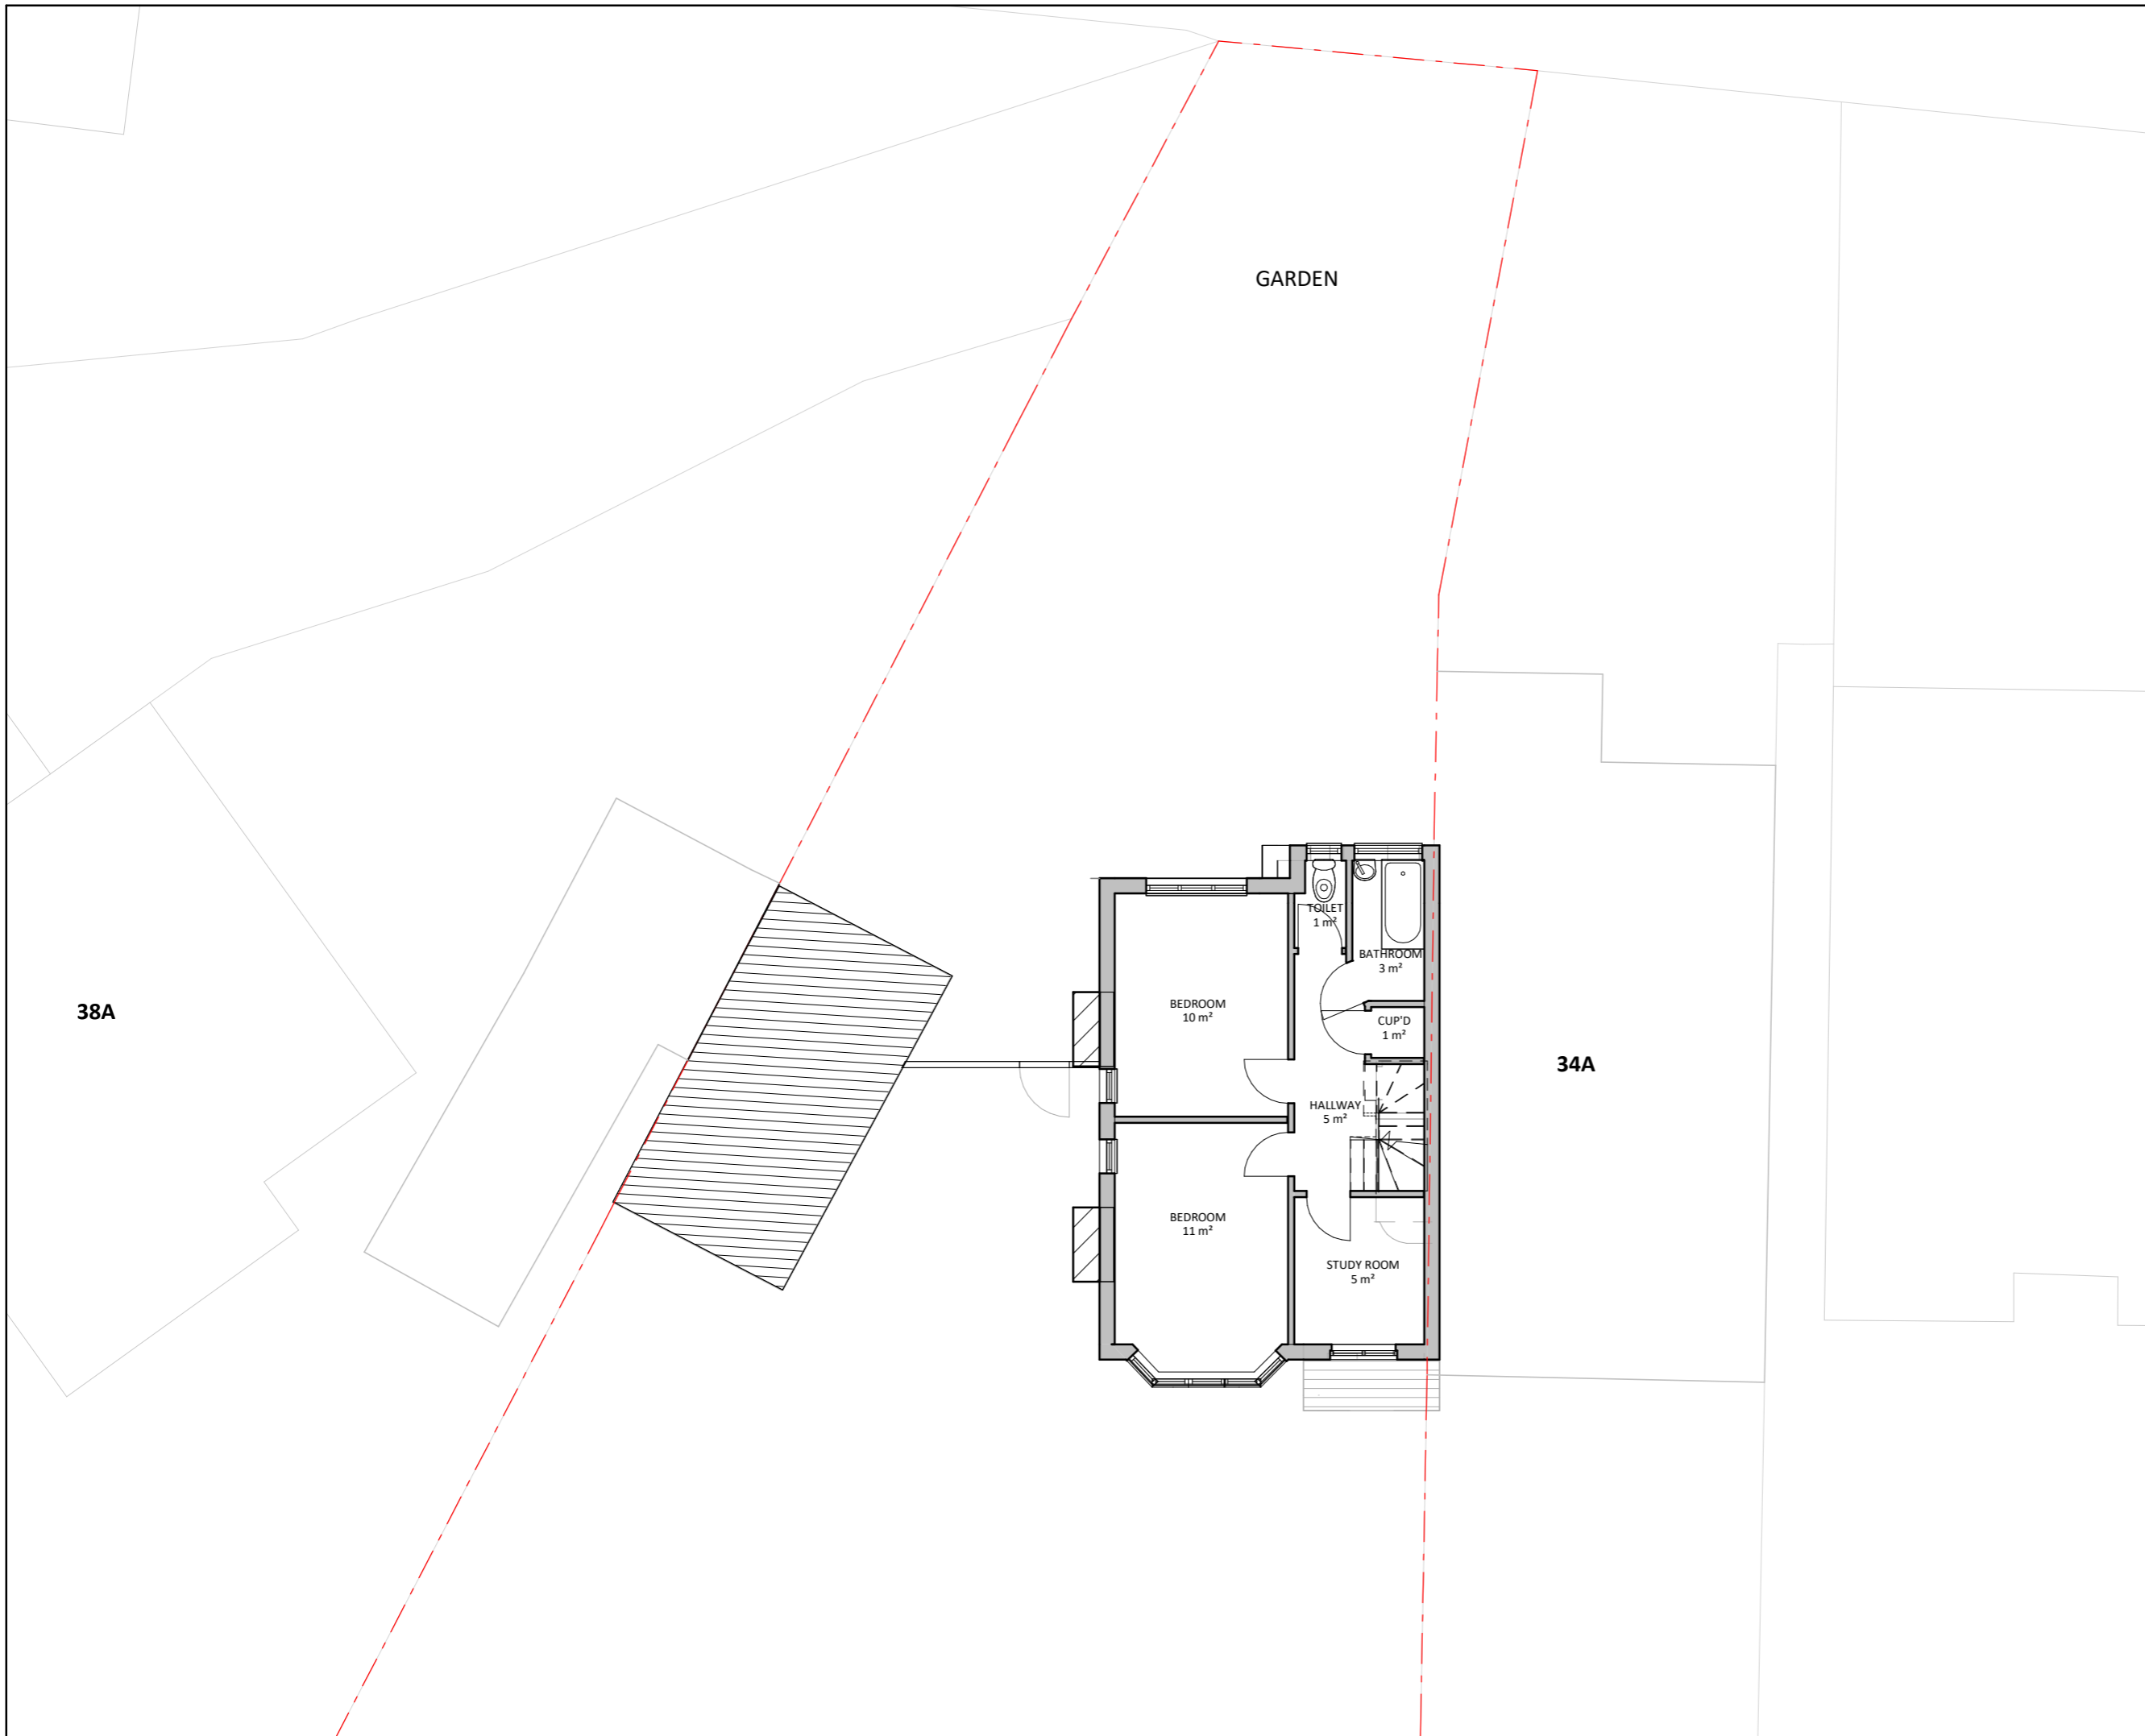 GARDEN
TOILET
1 m²
BATHROOM
3 m²
BEDROOM
10 m²
38A
CUP'D
1 m²
34A
HALLWAY
5 m²
BEDROOM
11 m²
STUDY ROOM
5 m²